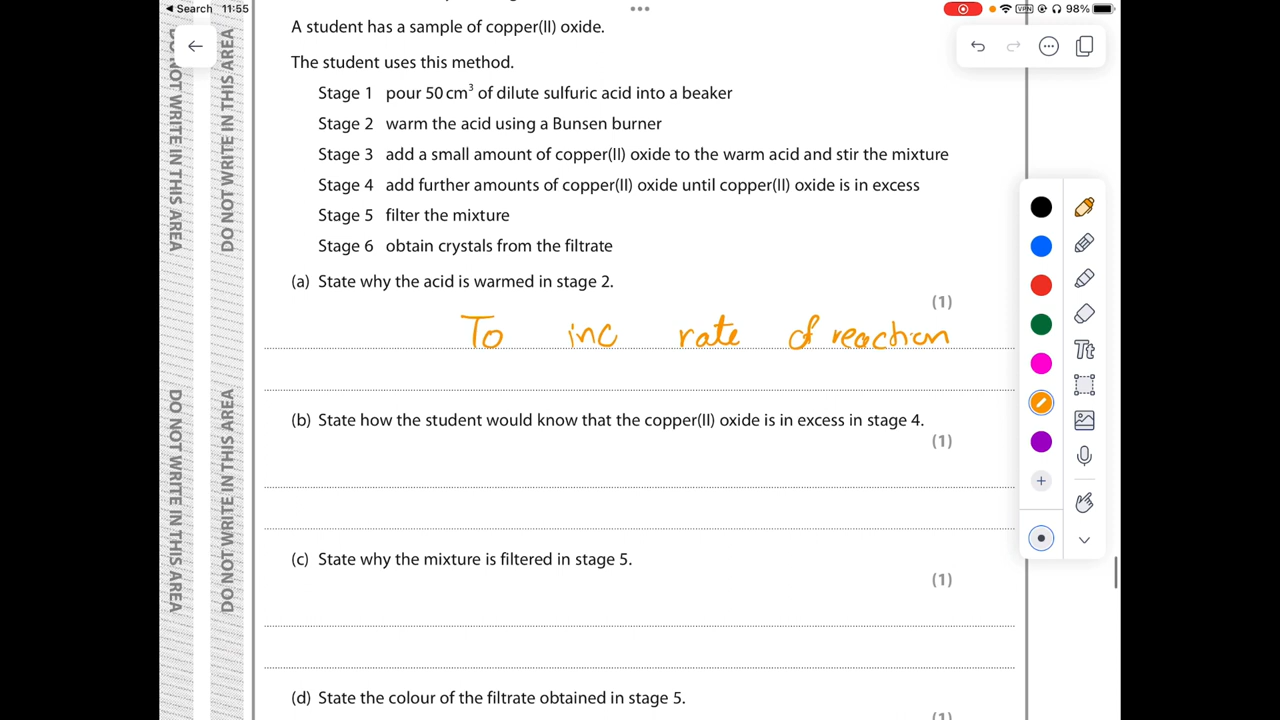 Search 11:55
VPN 98%
A student has a sample of copper(II) oxide.
The student uses this method.
Stage 1 pour 50 cm³ of dilute sulfuric acid into a beaker
Stage 2 warm the acid using a Bunsen burner
Stage 3 add a small amount of copper(II) oxide to the warm acid and stir the mixture
Stage 4 add further amounts of copper(II) oxide until copper(II) oxide is in excess
Stage 5 filter the mixture
Stage 6 obtain crystals from the filtrate
(a) State why the acid is warmed in stage 2.
(1)
To inc rate of reaction
(b) State how the student would know that the copper(II) oxide is in excess in stage 4.
(1)
(c) State why the mixture is filtered in stage 5.
(1)
(d) State the colour of the filtrate obtained in stage 5.
(1)
DO NOT WRITE IN THIS AREA
DO NOT WRITE IN THIS AREA
DO NOT WRITE IN THIS AREA
DO NOT WRITE IN THIS AREA
Tt